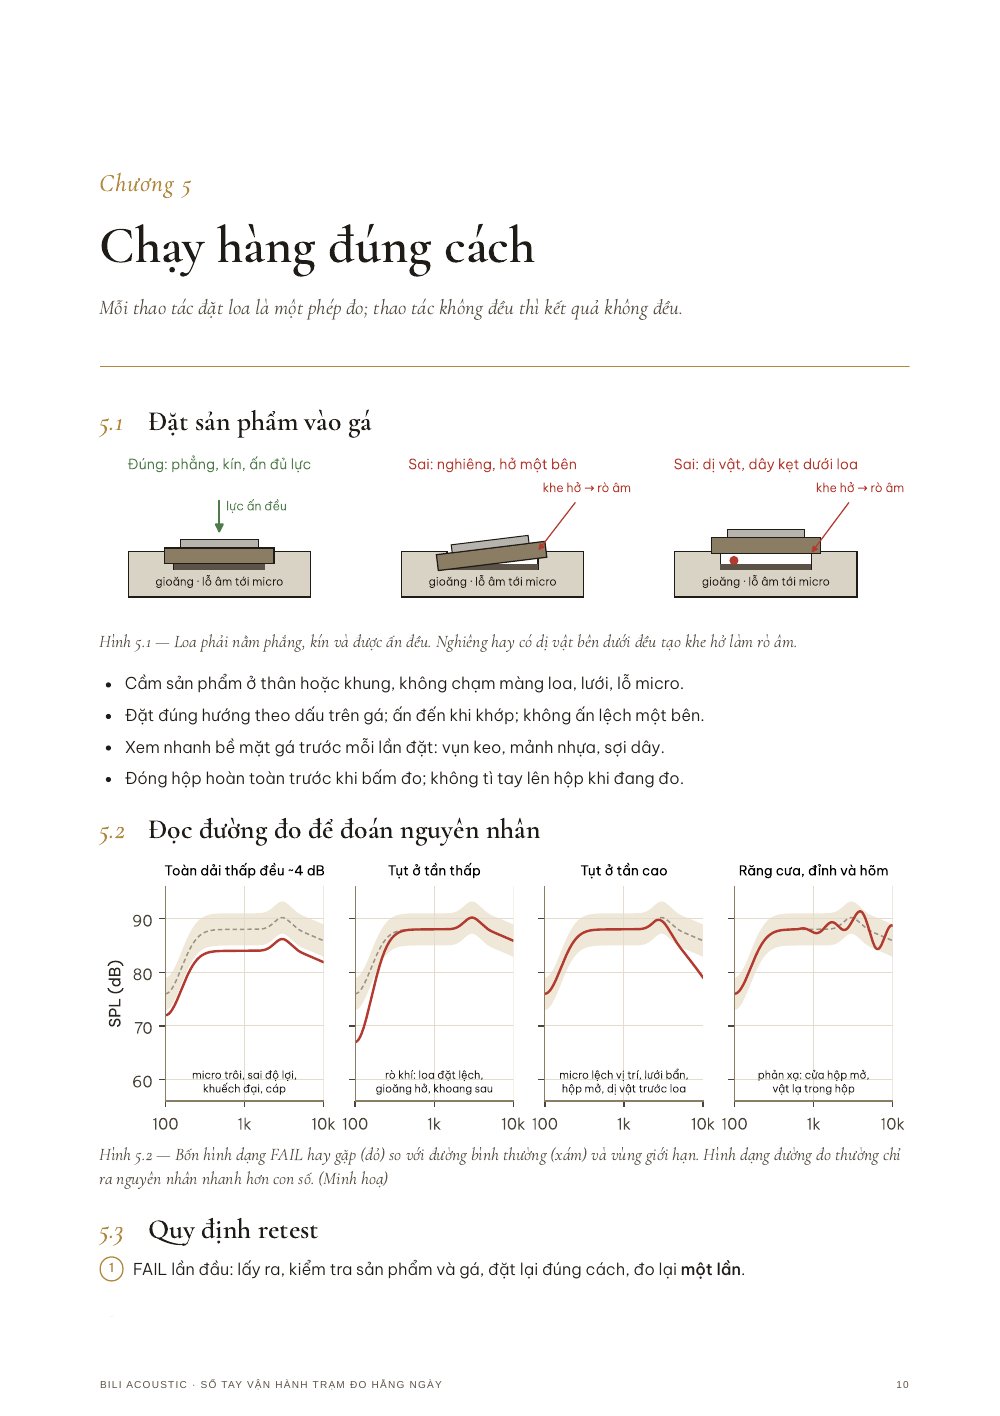 Chương 5
Chạy hàng đúng cách
Mỗi thao tác đặt loa là một phép đo; thao tác không đều thì kết quả không đều.
5.1 Đặt sản phẩm vào gá
Đúng: phẳng, kín, ấn đủ lực
lực ấn đều
gioăng · lỗ âm tới micro
Sai: nghiêng, hở một bên
khe hở → rò âm
gioăng · lỗ âm tới micro
Sai: dị vật, dây kẹt dưới loa
khe hở → rò âm
gioăng · lỗ âm tới micro
Hình 5.1 — Loa phải nằm phẳng, kín và được ấn đều. Nghiêng hay có dị vật bên dưới đều tạo khe hở làm rò âm.
• Cầm sản phẩm ở thân hoặc khung, không chạm màng loa, lưới, lỗ micro.
• Đặt đúng hướng theo dấu trên gá; ấn đến khi khớp; không ấn lệch một bên.
• Xem nhanh bề mặt gá trước mỗi lần đặt: vụn keo, mảnh nhựa, sợi dây.
• Đóng hộp hoàn toàn trước khi bấm đo; không tì tay lên hộp khi đang đo.
5.2 Đọc đường đo để đoán nguyên nhân
SPL (dB)
90
80
70
60
Toàn dải thấp đều ~4 dB
micro trôi, sai độ lợi,
khuếch đại, cáp
100 1k 10k
Tụt ở tần thấp
rò khí: loa đặt lệch,
gioăng hở, khoang sau
100 1k 10k
Tụt ở tần cao
micro lệch vị trí, lưới bẩn,
hộp mở, dị vật trước loa
100 1k 10k
Răng cưa, đỉnh và hõm
phản xạ: cửa hộp mở,
vật lạ trong hộp
100 1k 10k
Hình 5.2 — Bốn hình dạng FAIL hay gặp (đỏ) so với đường bình thường (xám) và vùng giới hạn. Hình dạng đường đo thường chỉ
ra nguyên nhân nhanh hơn con số. (Minh hoạ)
5.3 Quy định retest
1 FAIL lần đầu: lấy ra, kiểm tra sản phẩm và gá, đặt lại đúng cách, đo lại một lần.
BILI ACOUSTIC · SỔ TAY VẬN HÀNH TRẠM ĐO HẰNG NGÀY 10